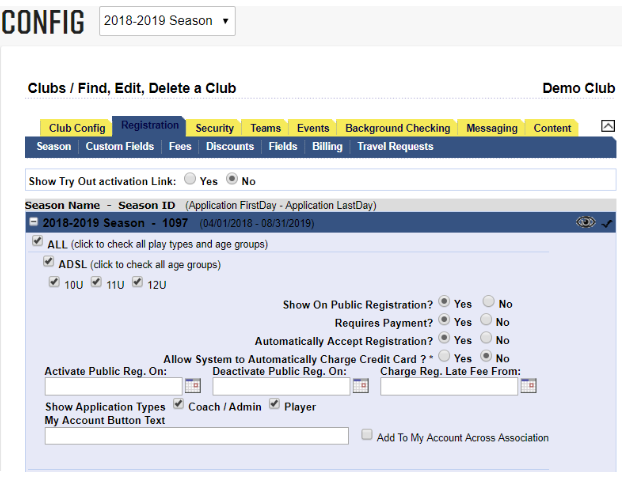 CONFIG 2018-2019 Season
Clubs / Find, Edit, Delete a Club Demo Club
Club Config Registration Security Teams Events Background Checking Messaging Content
Season Custom Fields Fees Discounts Fields Billing Travel Requests
Show Try Out activation Link: Yes No
Season Name - Season ID (Application FirstDay - Application LastDay)
2018-2019 Season - 1097 (04/01/2018 - 08/31/2019)
ALL (click to check all play types and age groups)
ADSL (click to check all age groups)
10U 11U 12U
Show On Public Registration? Yes No
Requires Payment? Yes No
Automatically Accept Registration? Yes No
Allow System to Automatically Charge Credit Card ? * Yes No
Activate Public Reg. On: Deactivate Public Reg. On: Charge Reg. Late Fee From:
Show Application Types Coach / Admin Player
My Account Button Text
Add To My Account Across Association